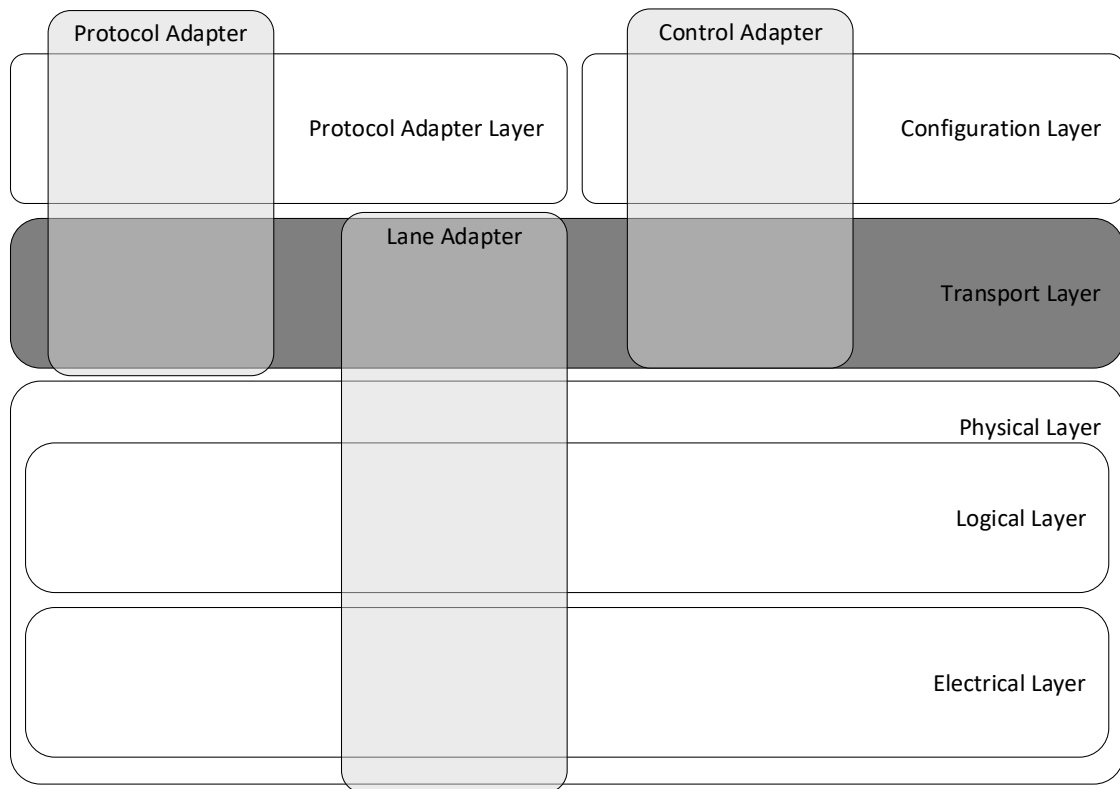 Protocol Adapter
Control Adapter
Protocol Adapter Layer
Configuration Layer
Lane Adapter
Transport Layer
Physical Layer
Logical Layer
Electrical Layer